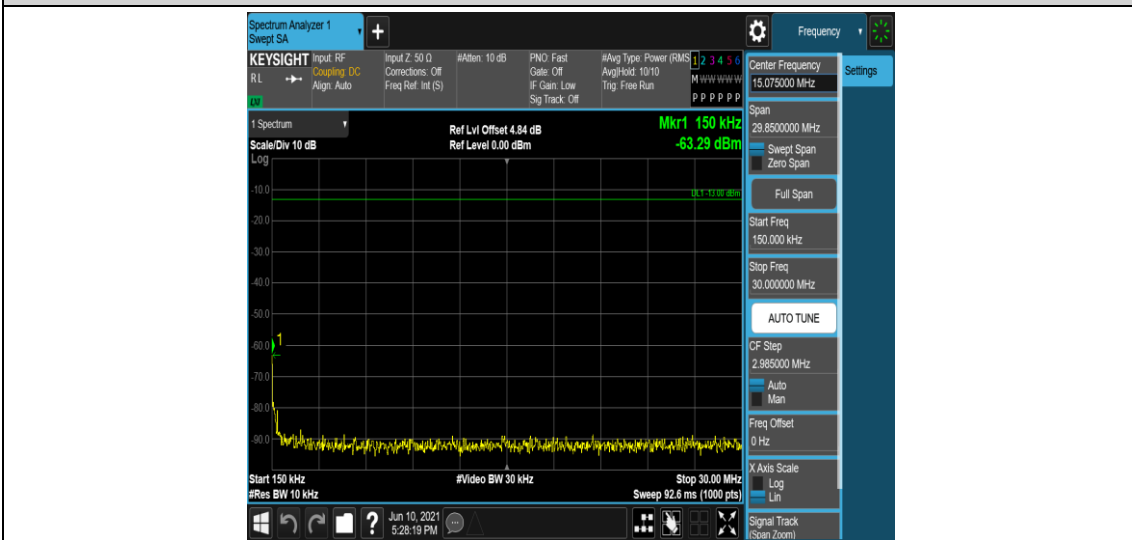 Spectrum Analyzer 1
Swept SA
+
Frequency
KEYSIGHT
RL
LXI
Input: RF
Coupling: DC
Align: Auto
Input Z: 50 Ω
Corrections: Off
Freq Ref: Int (S)
#Atten: 10 dB
PNO: Fast
Gate: Off
IF Gain: Low
Sig Track: Off
#Avg Type: Power (RMS
Avg|Hold: 10/10
Trig: Free Run
1 2 3 4 5 6
M W W W W W
P P P P P P
Center Frequency
15.075000 MHz
Settings
Span
29.8500000 MHz
Swept Span
Zero Span
Full Span
Start Freq
150.000 kHz
Stop Freq
30.000000 MHz
AUTO TUNE
CF Step
2.985000 MHz
Auto
Man
Freq Offset
0 Hz
X Axis Scale
Log
Lin
Signal Track
(Span Zoom)
1 Spectrum
Scale/Div 10 dB
Log
Ref Lvl Offset 4.84 dB
Ref Level 0.00 dBm
Mkr1 150 kHz
-63.29 dBm
DL1 -13.00 dBm
-10.0
-20.0
-30.0
-40.0
-50.0
-60.0
1
-70.0
-80.0
-90.0
Start 150 kHz
#Res BW 10 kHz
#Video BW 30 kHz
Stop 30.00 MHz
Sweep 92.6 ms (1000 pts)
?
Jun 10, 2021
5:28:19 PM